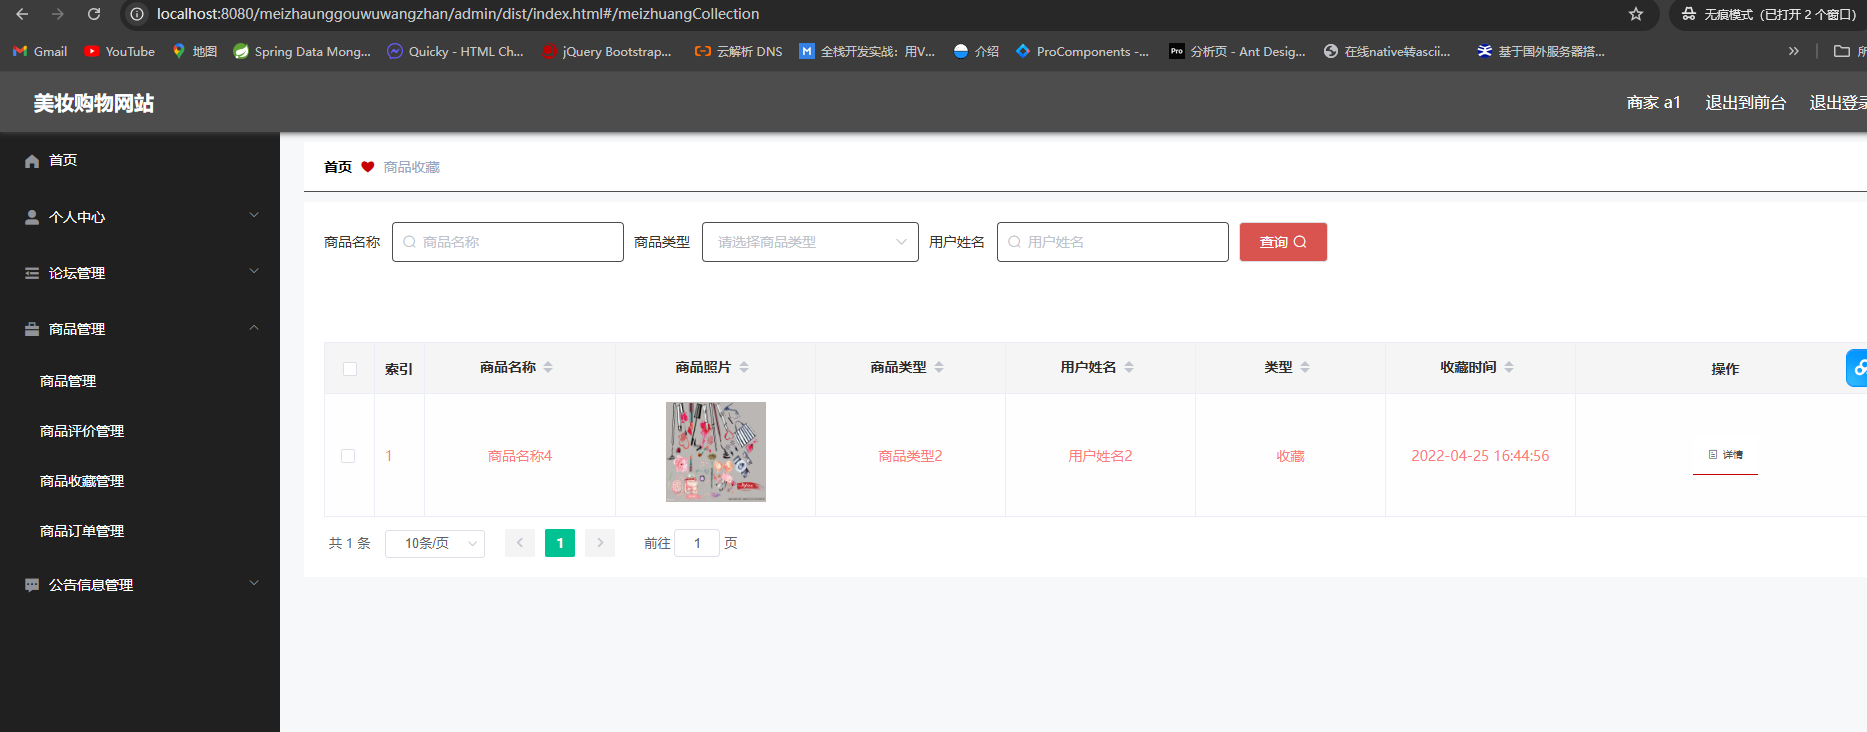 localhost:8080/meizhaunggouwuwangzhan/admin/dist/index.html#/meizhuangCollection
无痕模式（已打开 2 个窗口）
Gmail YouTube 地图 Spring Data Mong... Quicky - HTML Ch... jQuery Bootstrap... 云解析 DNS 全栈开发实战：用V... 介绍 ProComponents -... Pro 分析页 - Ant Desig... 在线native转ascii... 基于国外服务器搭... »
美妆购物网站
商家 a1 退出到前台 退出登录
首页
个人中心
论坛管理
商品管理
商品管理
商品评价管理
商品收藏管理
商品订单管理
公告信息管理
首页 商品收藏
商品名称 商品名称 商品类型 请选择商品类型 用户姓名 用户姓名 查询
索引 商品名称 商品照片 商品类型 用户姓名 类型 收藏时间 操作
1 商品名称4 商品类型2 用户姓名2 收藏 2022-04-25 16:44:56 详情
共 1 条 10条/页 1 前往 1 页